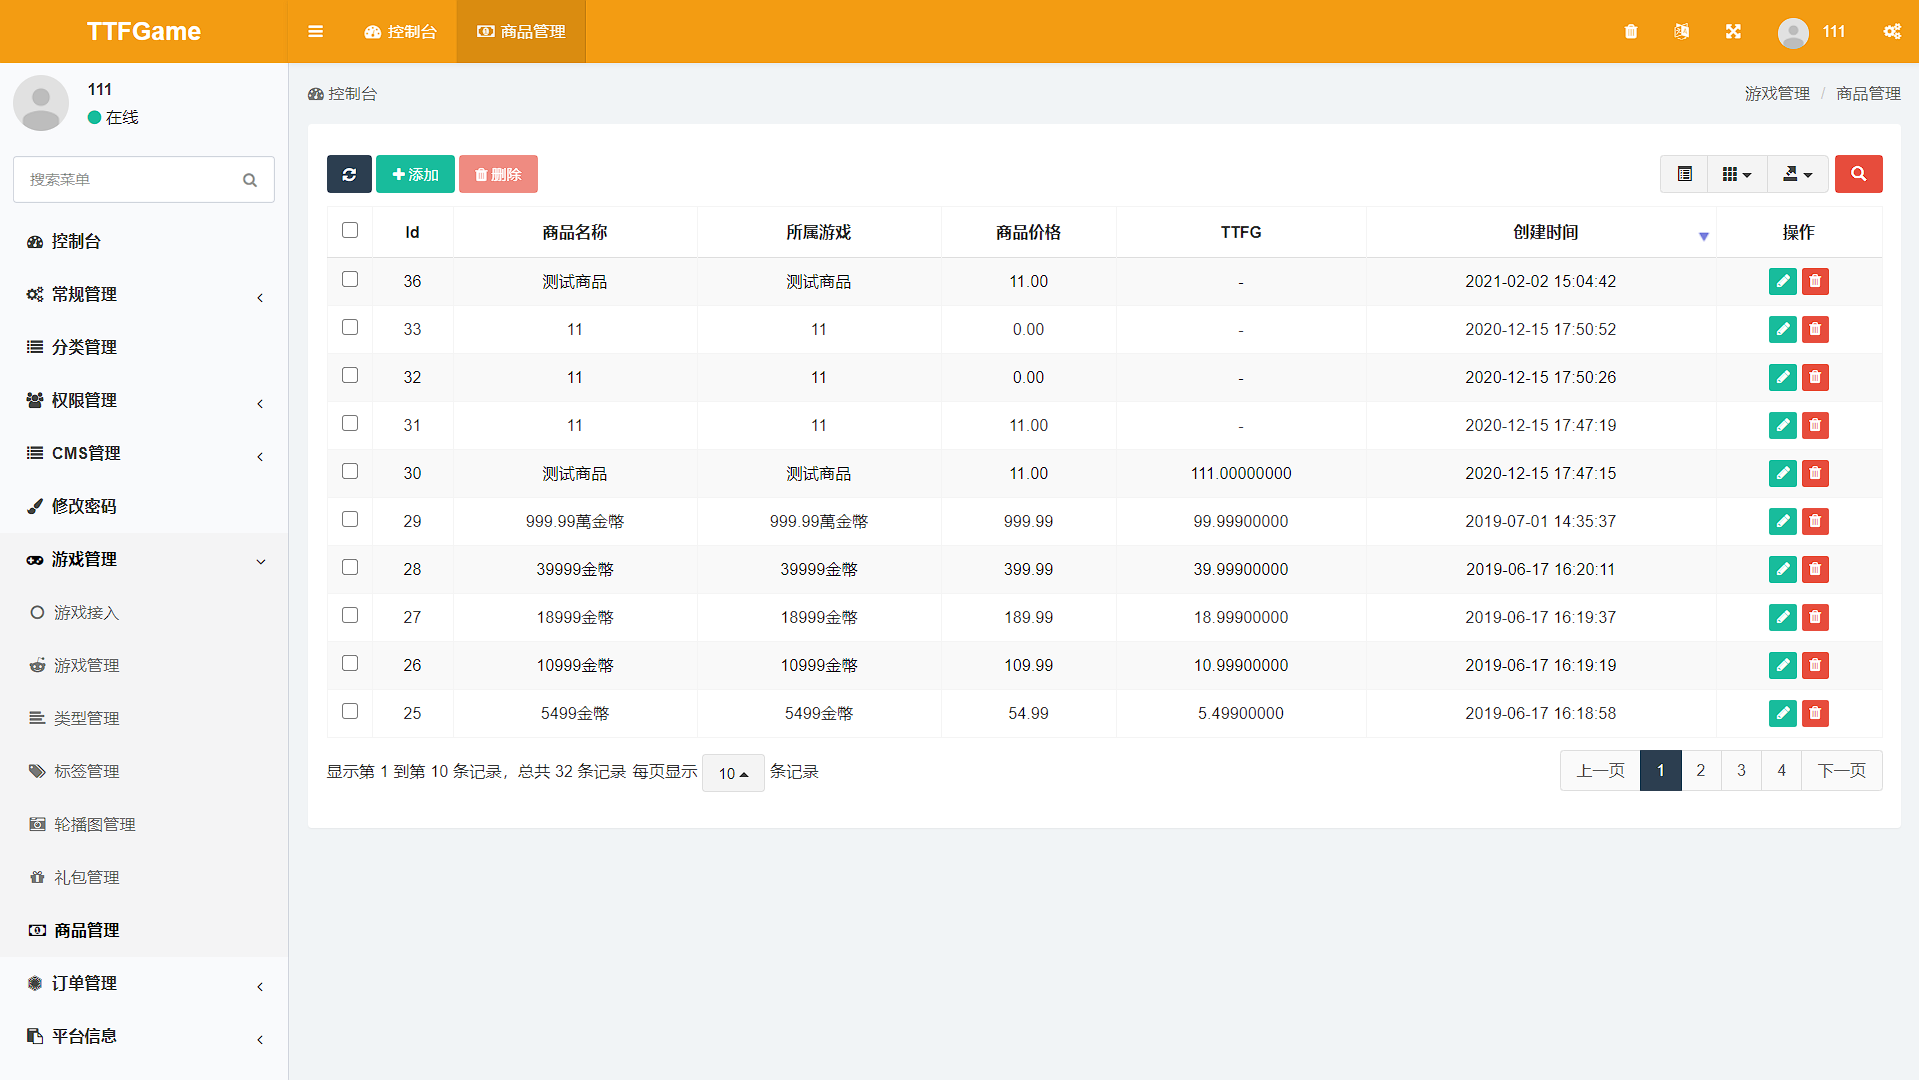 TTFGame
控制台
商品管理
111
111
在线
搜索菜单
控制台
常规管理
分类管理
权限管理
CMS管理
修改密码
游戏管理
游戏接入
游戏管理
类型管理
标签管理
轮播图管理
礼包管理
商品管理
订单管理
平台信息
控制台
游戏管理 / 商品管理
添加 删除
Id 商品名称 所属游戏 商品价格 TTFG 创建时间 操作
36 测试商品 测试商品 11.00 - 2021-02-02 15:04:42
33 11 11 0.00 - 2020-12-15 17:50:52
32 11 11 0.00 - 2020-12-15 17:50:26
31 11 11 11.00 - 2020-12-15 17:47:19
30 测试商品 测试商品 11.00 111.00000000 2020-12-15 17:47:15
29 999.99萬金幣 999.99萬金幣 999.99 99.99900000 2019-07-01 14:35:37
28 39999金幣 39999金幣 399.99 39.99900000 2019-06-17 16:20:11
27 18999金幣 18999金幣 189.99 18.99900000 2019-06-17 16:19:37
26 10999金幣 10999金幣 109.99 10.99900000 2019-06-17 16:19:19
25 5499金幣 5499金幣 54.99 5.49900000 2019-06-17 16:18:58
显示第 1 到第 10 条记录，总共 32 条记录 每页显示 10 条记录
上一页 1 2 3 4 下一页